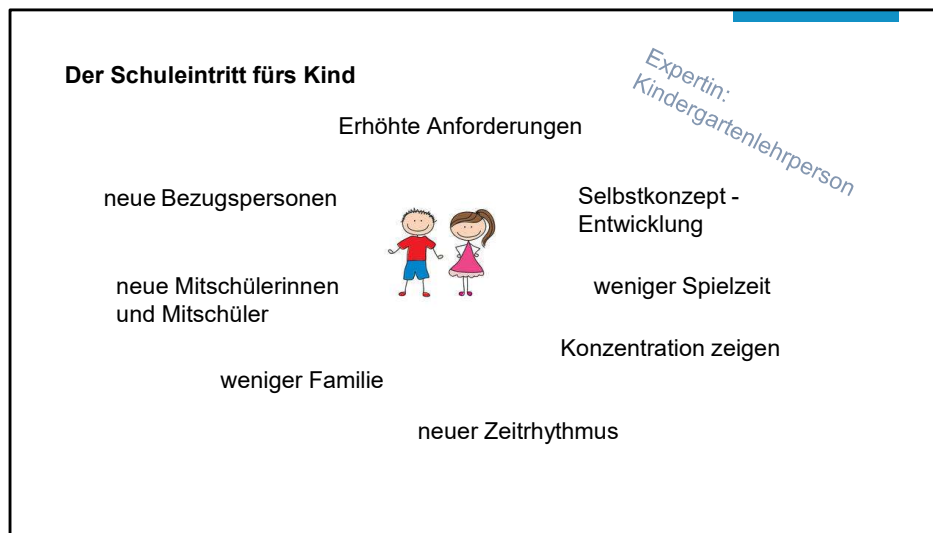 Der Schuleintritt fürs Kind
Expertin:
Kindergartenlehrperson
Erhöhte Anforderungen
neue Bezugspersonen
Selbstkonzept -
Entwicklung
neue Mitschülerinnen
und Mitschüler
weniger Spielzeit
Konzentration zeigen
weniger Familie
neuer Zeitrhythmus